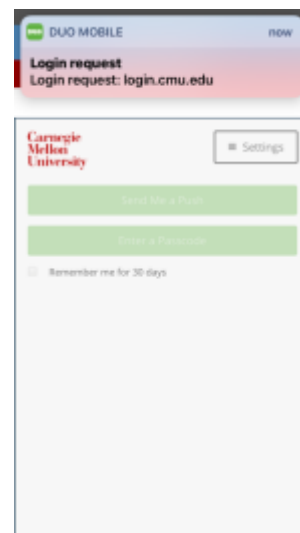 DUO MOBILE now
Login request
Login request: login.cmu.edu
Carnegie
Mellon
University
≡ Settings
Send Me a Push
Enter a Passcode
Remember me for 30 days